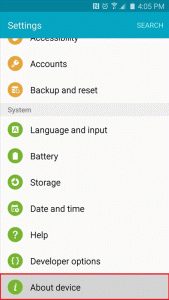 4:05 PM
Settings SEARCH
Accessibility
Accounts
Backup and reset
System
Language and input
Battery
Storage
Date and time
Help
Developer options
About device